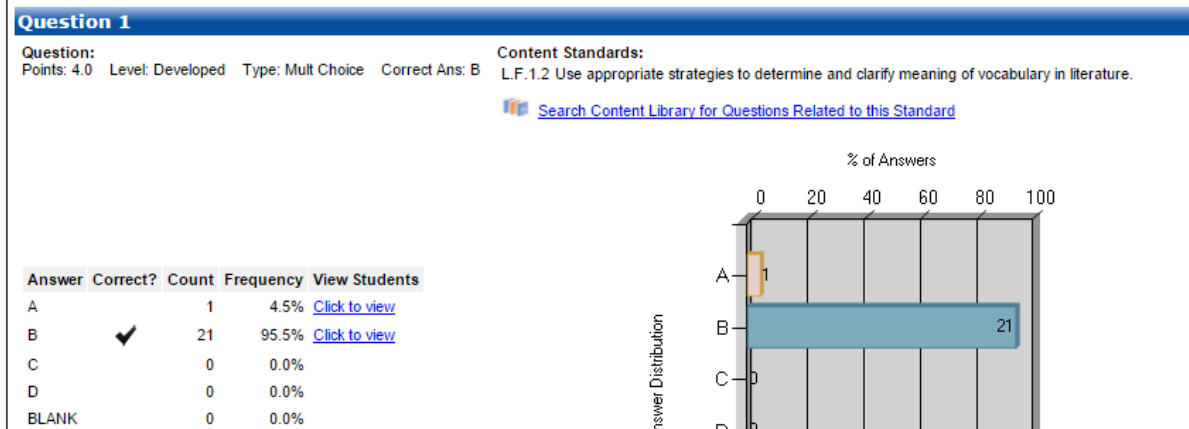 Question 1
Question:
Points: 4.0 Level: Developed Type: Mult Choice Correct Ans: B
Content Standards:
L.F.1.2 Use appropriate strategies to determine and clarify meaning of vocabulary in literature.
Search Content Library for Questions Related to this Standard
Answer Correct? Count Frequency View Students
A 1 4.5% Click to view
B 21 95.5% Click to view
C 0 0.0%
D 0 0.0%
BLANK 0 0.0%
% of Answers
0 20 40 60 80 100
A 1
B 21
C 0
Distribution